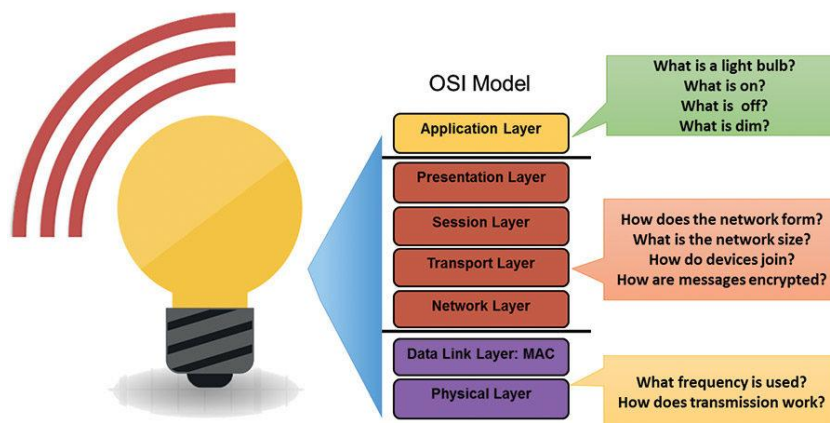 OSI Model
Application Layer
Presentation Layer
Session Layer
Transport Layer
Network Layer
Data Link Layer: MAC
Physical Layer
What is a light bulb?
What is on?
What is off?
What is dim?
How does the network form?
What is the network size?
How do devices join?
How are messages encrypted?
What frequency is used?
How does transmission work?